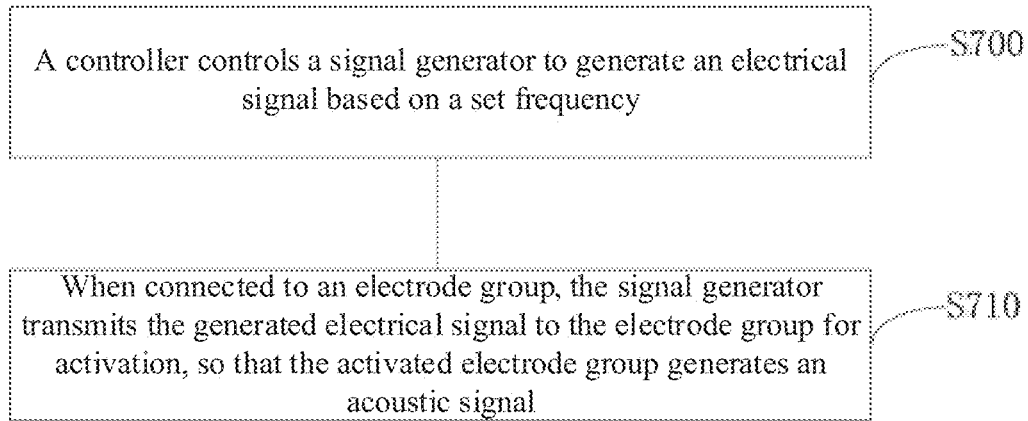 A controller controls a signal generator to generate an electrical
signal based on a set frequency
S700
When connected to an electrode group, the signal generator
transmits the generated electrical signal to the electrode group for
activation, so that the activated electrode group generates an
acoustic signal
S710